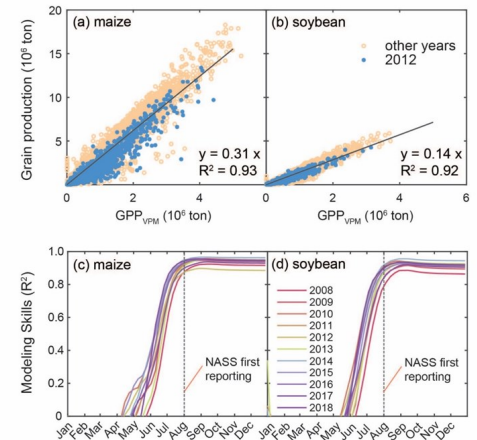 (a) maize
(b) soybean
other years
2012
Grain production (10⁶ ton)
20
15
10
5
0
y = 0.31 x
R² = 0.93
y = 0.14 x
R² = 0.92
0 2 4 0 2 4 6
GPP_VPM (10⁶ ton)
GPP_VPM (10⁶ ton)
(c) maize
(d) soybean
Modeling Skills (R²)
1.0
0.8
0.6
0.4
0.2
0
NASS first
reporting
2008
2009
2010
2011
2012
2013
2014
2015
2016
2017
2018
NASS first
reporting
Jan Feb Mar Apr May Jun Jul Aug Sep Oct Nov Dec
Jan Feb Mar Apr May Jun Jul Aug Sep Oct Nov Dec